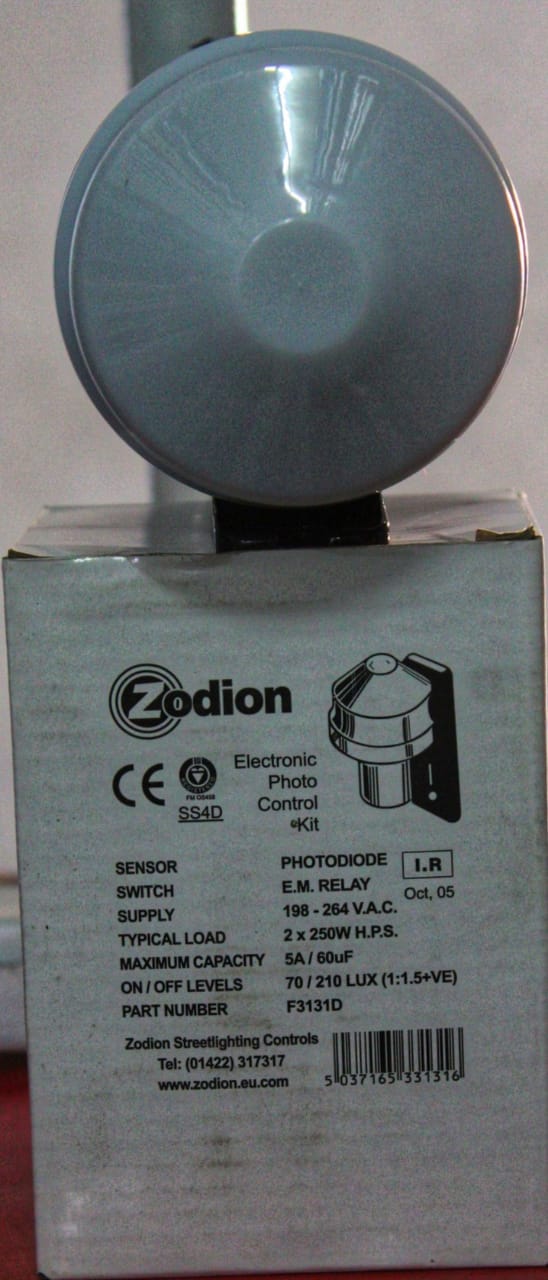 Zodion
CE
FM O5458
SS4D
Electronic
Photo
Control
Kit
SENSOR PHOTODIODE I.R
SWITCH E.M. RELAY Oct, 05
SUPPLY 198 - 264 V.A.C.
TYPICAL LOAD 2 x 250W H.P.S.
MAXIMUM CAPACITY 5A / 60uF
ON / OFF LEVELS 70 / 210 LUX (1:1.5+VE)
PART NUMBER F3131D
Zodion Streetlighting Controls
Tel: (01422) 317317
www.zodion.eu.com
5 037165 331316